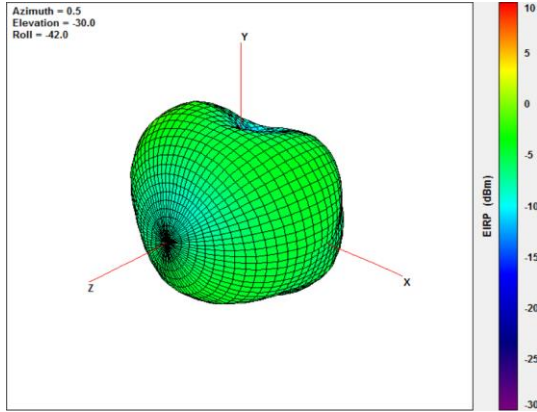 Azimuth = 0.5
Elevation = -30.0
Roll = -42.0
Y
Z
X
EIRP (dBm)
10
5
0
-5
-10
-15
-20
-25
-30